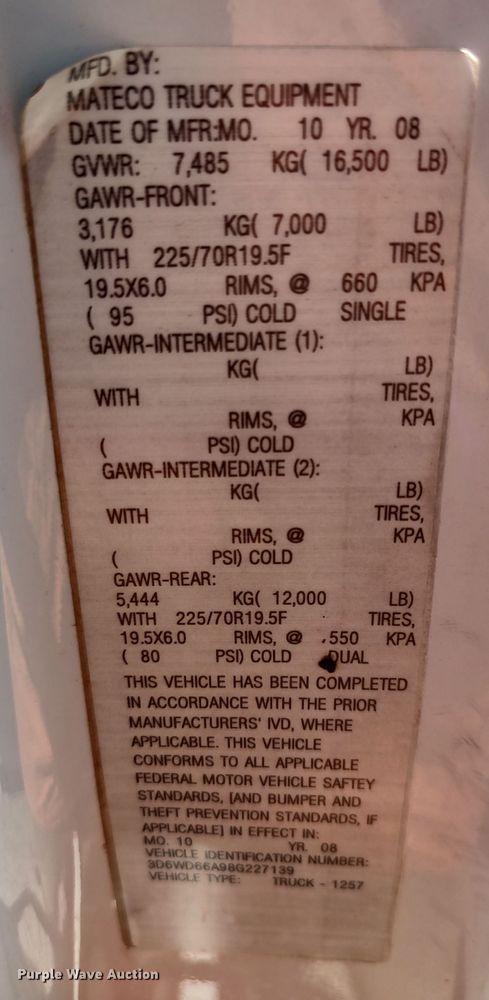 MFD. BY:
MATECO TRUCK EQUIPMENT
DATE OF MFR:MO. 10 YR. 08
GVWR: 7,485 KG( 16,500 LB)
GAWR-FRONT:
3,176 KG( 7,000 LB)
WITH 225/70R19.5F TIRES,
19.5X6.0 RIMS, @ 660 KPA
( 95 PSI) COLD SINGLE
GAWR-INTERMEDIATE (1):
KG( LB)
WITH TIRES,
RIMS, @ KPA
( PSI) COLD
GAWR-INTERMEDIATE (2):
KG( LB)
WITH TIRES,
RIMS, @ KPA
( PSI) COLD
GAWR-REAR:
5,444 KG( 12,000 LB)
WITH 225/70R19.5F TIRES,
19.5X6.0 RIMS, @ 550 KPA
( 80 PSI) COLD DUAL
THIS VEHICLE HAS BEEN COMPLETED
IN ACCORDANCE WITH THE PRIOR
MANUFACTURERS' IVD, WHERE
APPLICABLE. THIS VEHICLE
CONFORMS TO ALL APPLICABLE
FEDERAL MOTOR VEHICLE SAFTEY
STANDARDS, [AND BUMPER AND
THEFT PREVENTION STANDARDS, IF
APPLICABLE] IN EFFECT IN:
MO. 10 YR. 08
VEHICLE IDENTIFICATION NUMBER:
3D6WD66A98G227139
VEHICLE TYPE: TRUCK - 1257
Purple Wave Auction